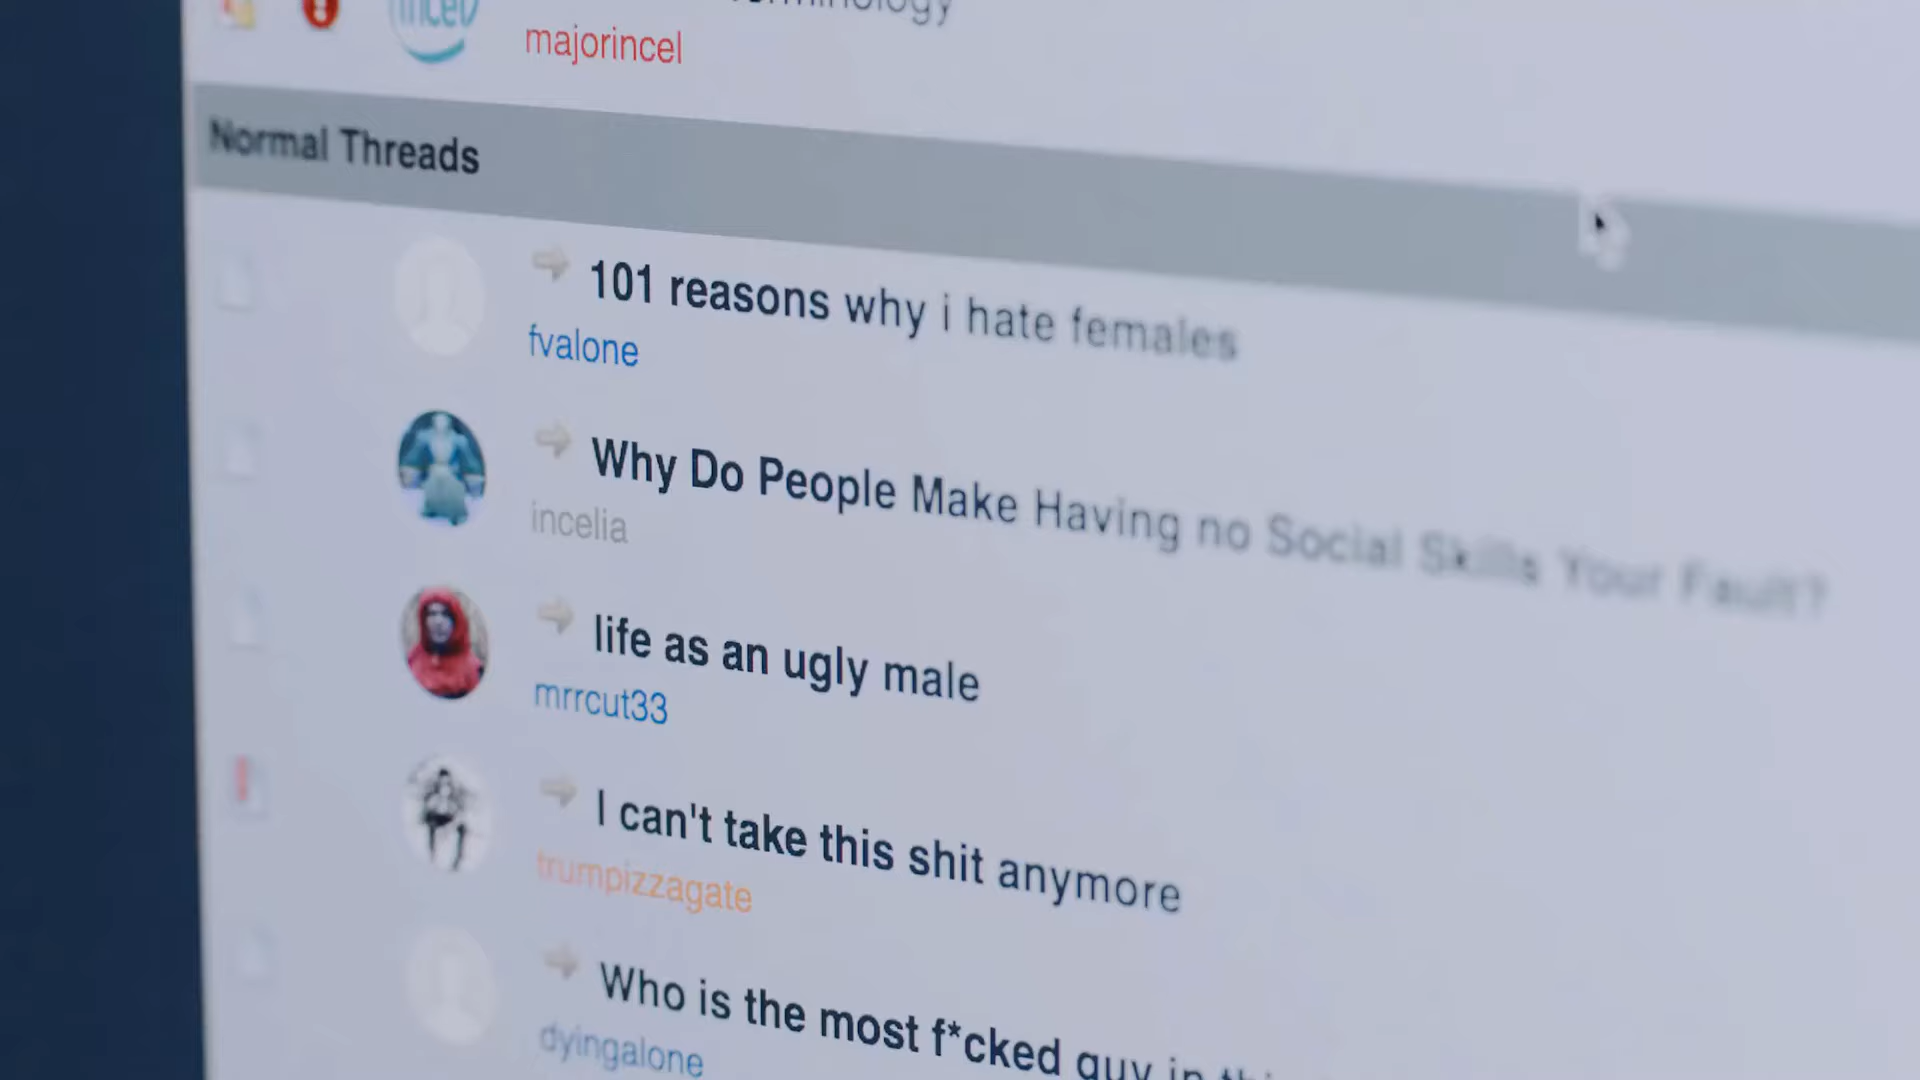 incel
majorincel
Normal Threads
101 reasons why i hate females
fvalone
Why Do People Make Having no Social Skills Your Fault?
incelia
life as an ugly male
mrrcut33
I can't take this shit anymore
trumpizzagate
Who is the most f*cked guy in
dyingalone